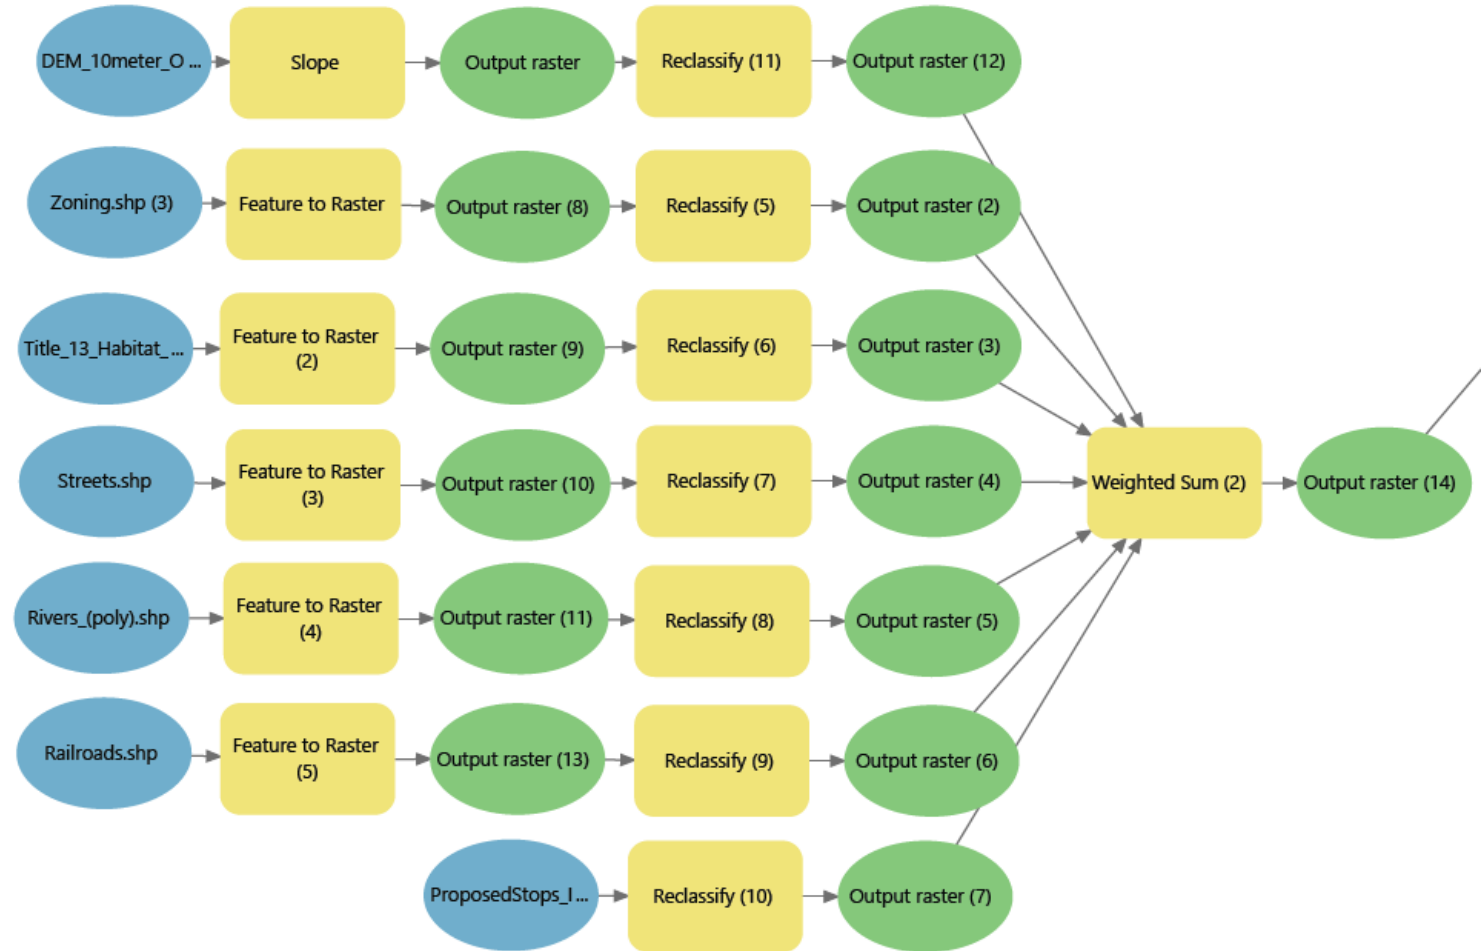 DEM_10meter_O ...
Slope
Output raster
Reclassify (11)
Output raster (12)
Zoning.shp (3)
Feature to Raster
Output raster (8)
Reclassify (5)
Output raster (2)
Title_13_Habitat_ ...
Feature to Raster
(2)
Output raster (9)
Reclassify (6)
Output raster (3)
Streets.shp
Feature to Raster
(3)
Output raster (10)
Reclassify (7)
Output raster (4)
Weighted Sum (2)
Output raster (14)
Rivers_(poly).shp
Feature to Raster
(4)
Output raster (11)
Reclassify (8)
Output raster (5)
Railroads.shp
Feature to Raster
(5)
Output raster (13)
Reclassify (9)
Output raster (6)
ProposedStops_I ...
Reclassify (10)
Output raster (7)